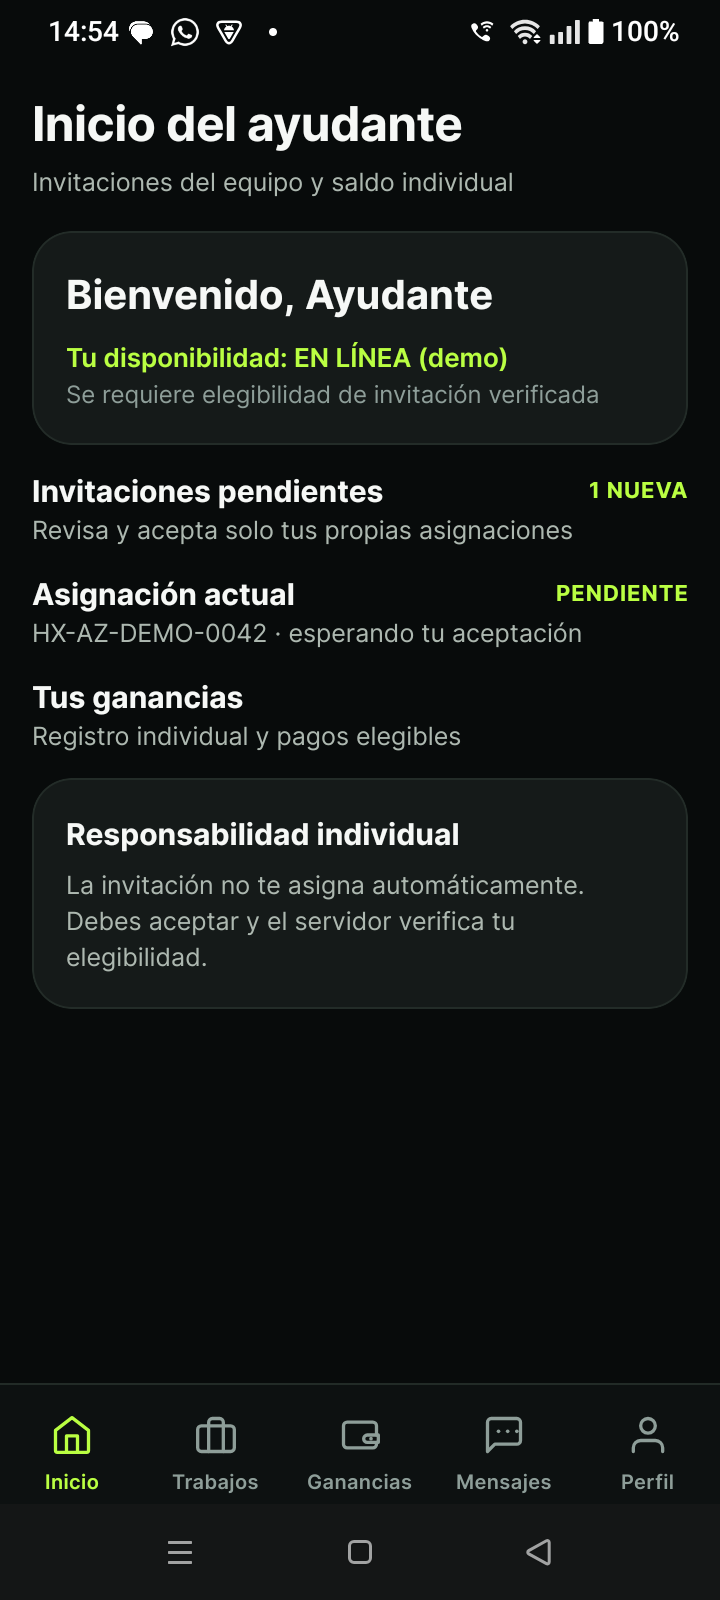 14:54 100%
Inicio del ayudante
Invitaciones del equipo y saldo individual
Bienvenido, Ayudante
Tu disponibilidad: EN LÍNEA (demo)
Se requiere elegibilidad de invitación verificada
Invitaciones pendientes 1 NUEVA
Revisa y acepta solo tus propias asignaciones
Asignación actual PENDIENTE
HX-AZ-DEMO-0042 · esperando tu aceptación
Tus ganancias
Registro individual y pagos elegibles
Responsabilidad individual
La invitación no te asigna automáticamente.
Debes aceptar y el servidor verifica tu
elegibilidad.
Inicio Trabajos Ganancias Mensajes Perfil